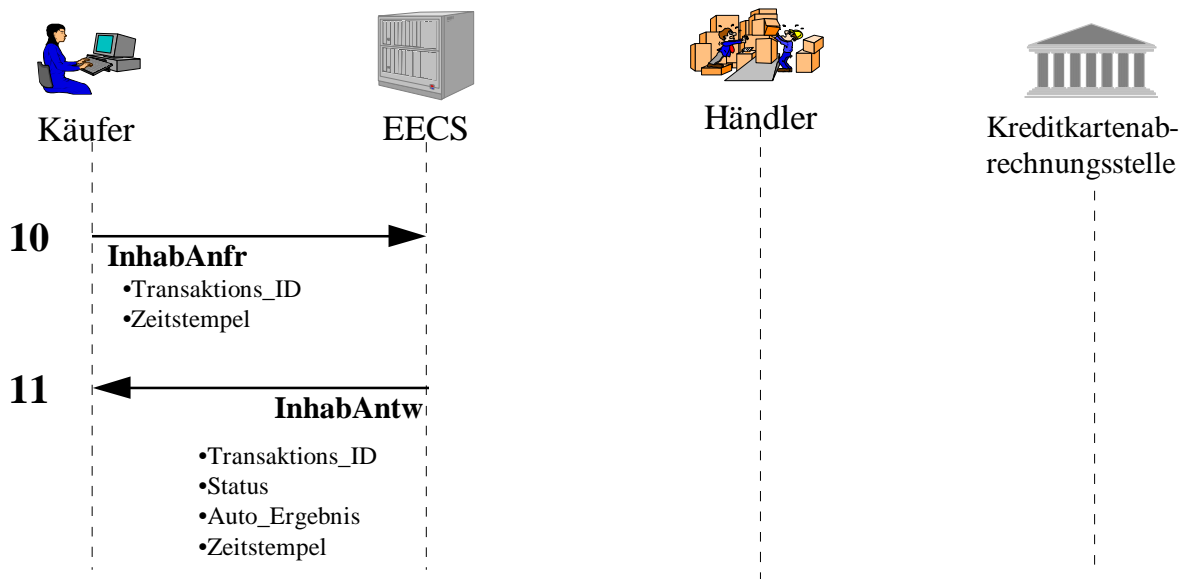 Käufer
EECS
Händler
Kreditkartenab-
rechnungsstelle
10
InhabAnfr
•Transaktions_ID
•Zeitstempel
11
InhabAntw
•Transaktions_ID
•Status
•Auto_Ergebnis
•Zeitstempel